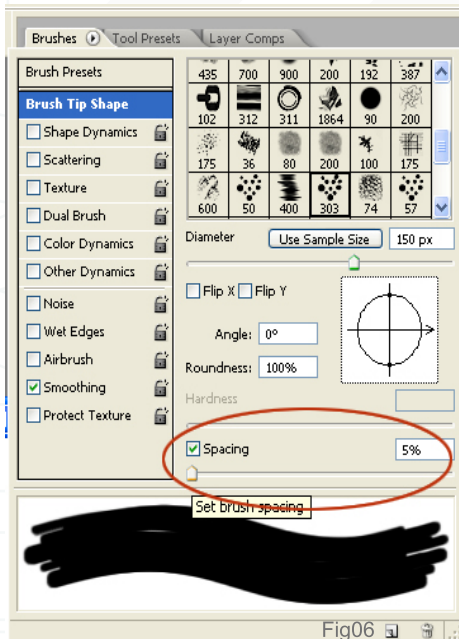 Brushes Tool Presets Layer Comps
Brush Presets
Brush Tip Shape
Shape Dynamics
Scattering
Texture
Dual Brush
Color Dynamics
Other Dynamics
Noise
Wet Edges
Airbrush
Smoothing
Protect Texture
435 700 900 200 192 387
102 312 311 1864 90 200
175 36 80 200 100 175
600 50 400 303 74 57
Diameter Use Sample Size 150 px
Flip X Flip Y
Angle: 0°
Roundness: 100%
Hardness
Spacing 5%
Set brush spacing
Fig06